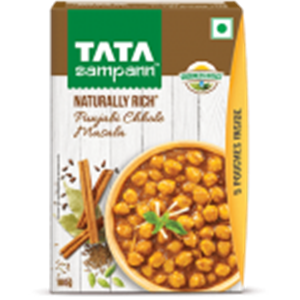 TATA
sampann
NATURALLY RICH*
Punjabi Chhole
Masala
5 POUCHES INSIDE